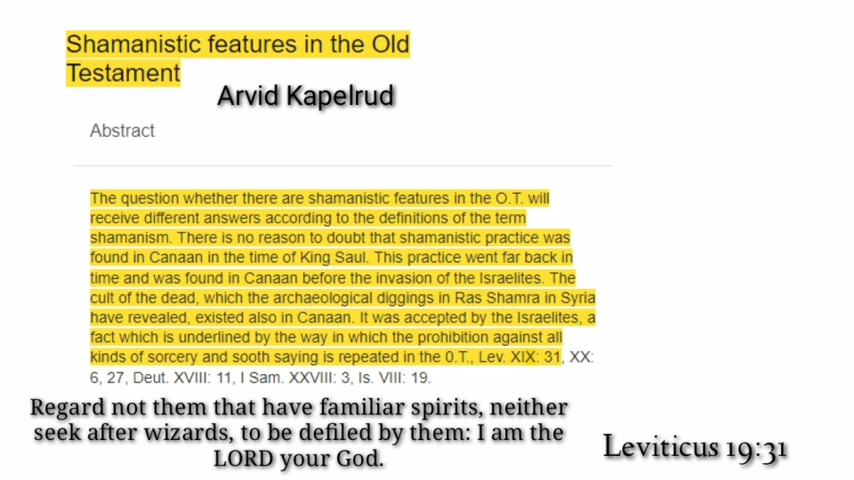 Shamanistic features in the Old
Testament
Arvid Kapelrud
Abstract
The question whether there are shamanistic features in the O.T. will
receive different answers according to the definitions of the term
shamanism. There is no reason to doubt that shamanistic practice was
found in Canaan in the time of King Saul. This practice went far back in
time and was found in Canaan before the invasion of the Israelites. The
cult of the dead, which the archaeological diggings in Ras Shamra in Syria
have revealed, existed also in Canaan. It was accepted by the Israelites, a
fact which is underlined by the way in which the prohibition against all
kinds of sorcery and sooth saying is repeated in the 0.T., Lev. XIX: 31, XX:
6, 27, Deut. XVIII: 11, I Sam. XXVIII: 3, Is. VIII: 19.
Regard not them that have familiar spirits, neither
seek after wizards, to be defiled by them: I am the
LORD your God.
Leviticus 19:31